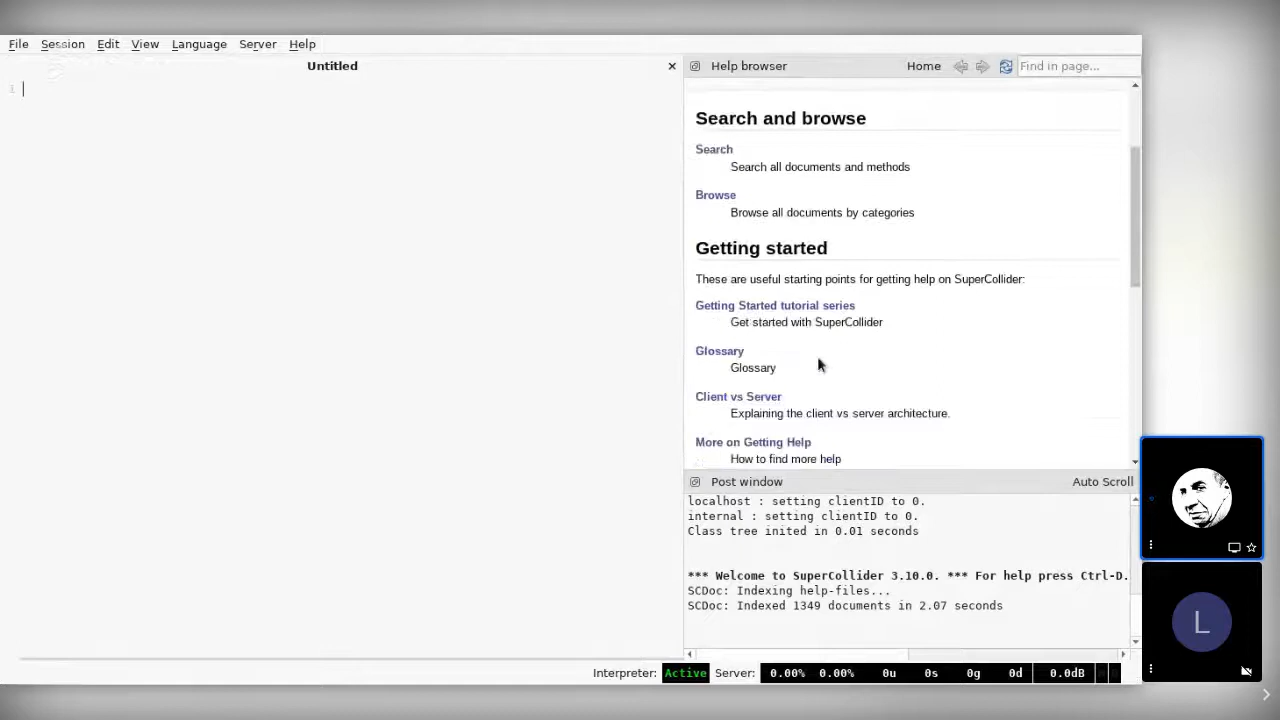 File Session Edit View Language Server Help
Untitled
1
Help browser Home Find in page...
Search and browse
Search
Search all documents and methods
Browse
Browse all documents by categories
Getting started
These are useful starting points for getting help on SuperCollider:
Getting Started tutorial series
Get started with SuperCollider
Glossary
Glossary
Client vs Server
Explaining the client vs server architecture.
More on Getting Help
How to find more help
Post window Auto Scroll
localhost : setting clientID to 0.
internal : setting clientID to 0.
Class tree inited in 0.01 seconds
*** Welcome to SuperCollider 3.10.0. *** For help press Ctrl-D.
SCDoc: Indexing help-files...
SCDoc: Indexed 1349 documents in 2.07 seconds
L
Interpreter: Active Server: 0.00% 0.00% 0u 0s 0g 0d 0.0dB